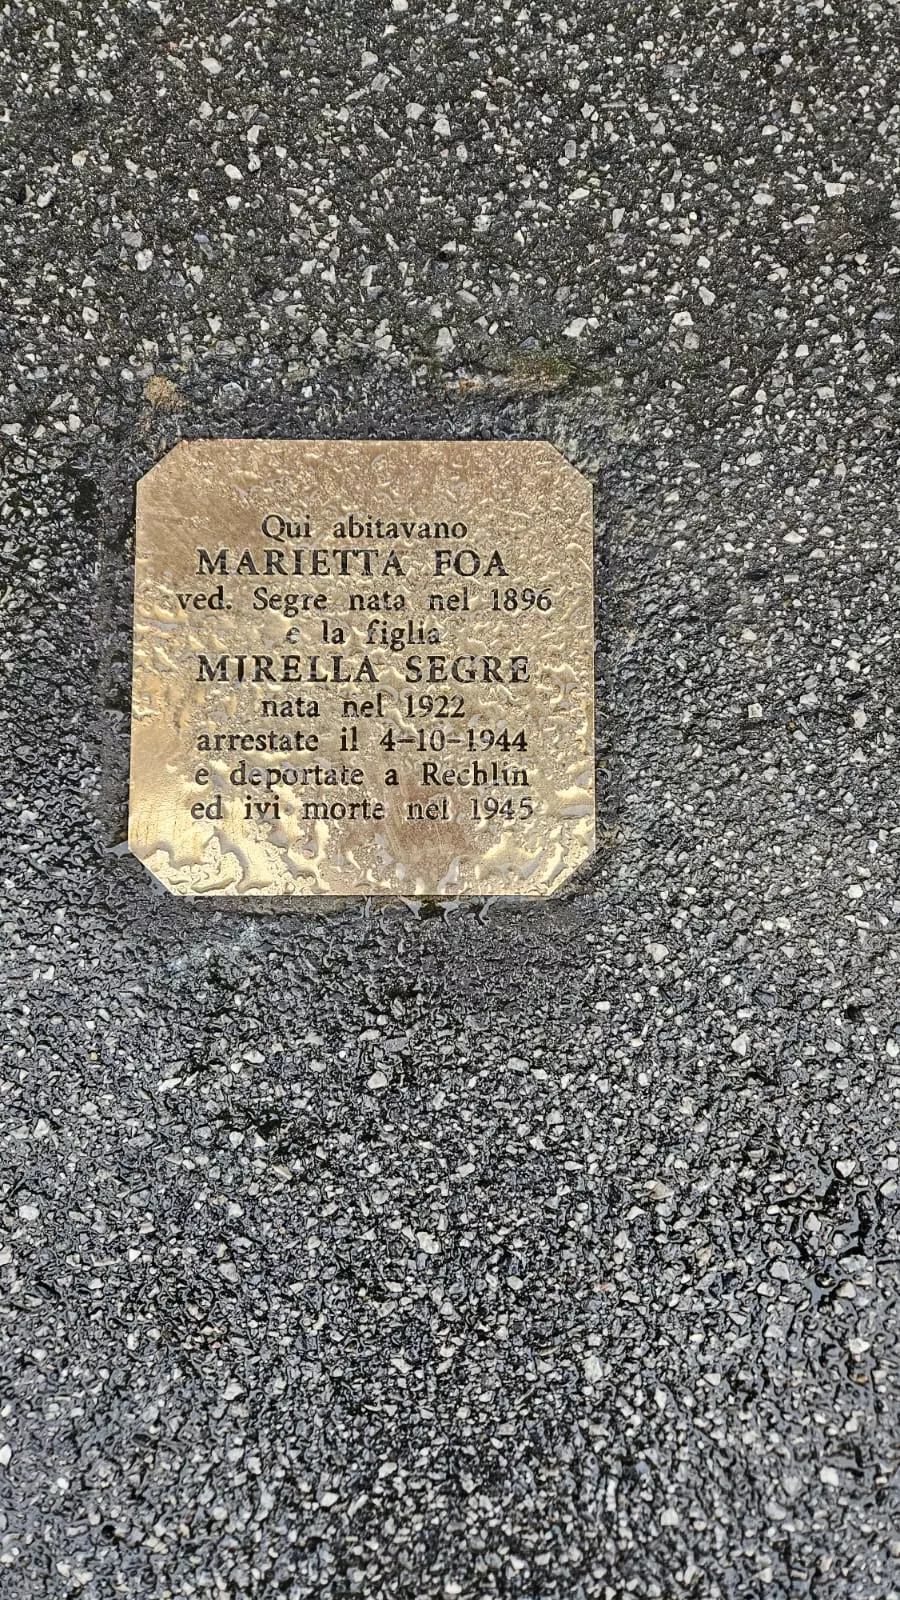 Qui abitavano
MARIETTA FOA
ved. Segre nata nel 1896
e la figlia
MIRELLA SEGRE
nata nel 1922
arrestate il 4-10-1944
e deportate a Rechlin
ed ivi morte nel 1945